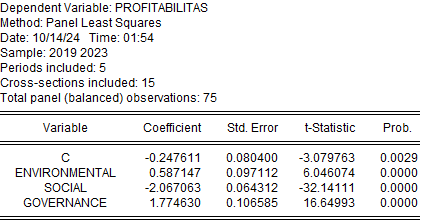 Dependent Variable: PROFITABILITAS
Method: Panel Least Squares
Date: 10/14/24 Time: 01:54
Sample: 2019 2023
Periods included: 5
Cross-sections included: 15
Total panel (balanced) observations: 75
Variable Coefficient Std. Error t-Statistic Prob.
C -0.247611 0.080400 -3.079763 0.0029
ENVIRONMENTAL 0.587147 0.097112 6.046074 0.0000
SOCIAL -2.067063 0.064312 -32.14111 0.0000
GOVERNANCE 1.774630 0.106585 16.64993 0.0000